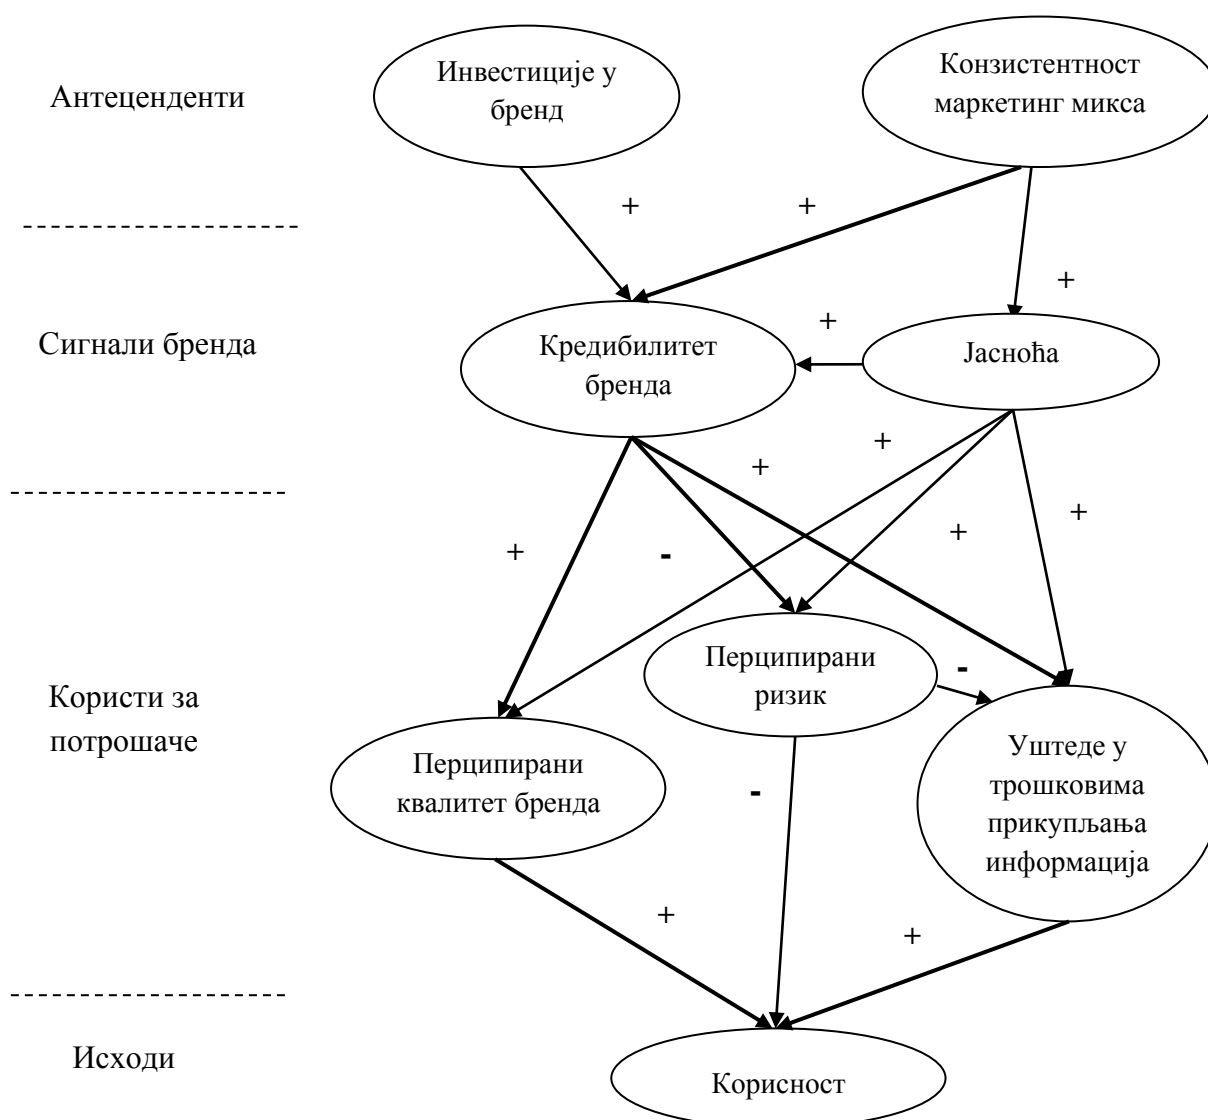 Антеценденти
Инвестиције у
бренд
Конзистентност
маркетинг микса
+
+
+
Сигнали бренда
Кредибилитет
бренда
+
Јасноћа
+
+
+
+
-
+
Користи за
потрошаче
Перципирани
ризик
-
Перципирани
квалитет бренда
-
Уштеде у
трошковима
прикупљања
информација
+
+
Исходи
Корисност